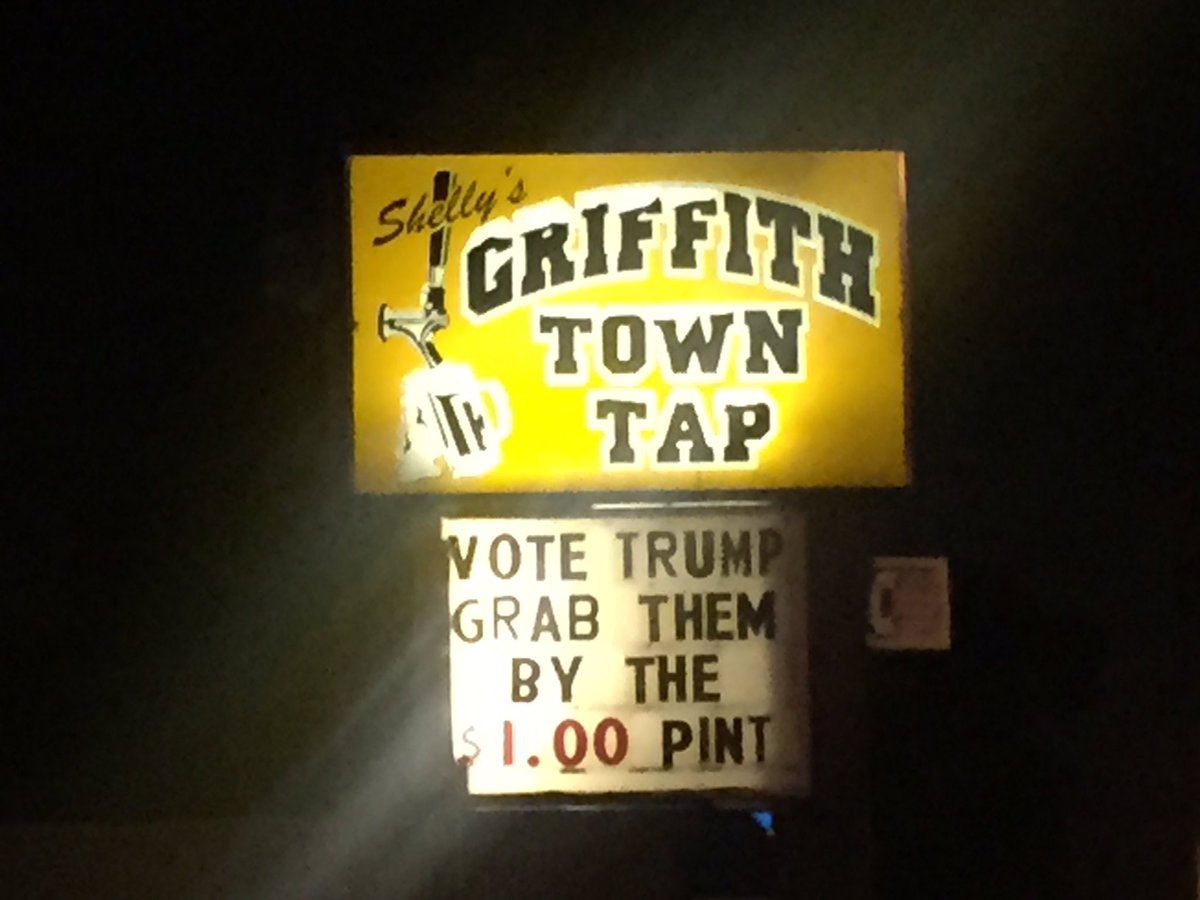 Shelly's
GRIFFITH
TOWN
TAP
VOTE TRUMP
GRAB THEM
BY THE
$1.00 PINT